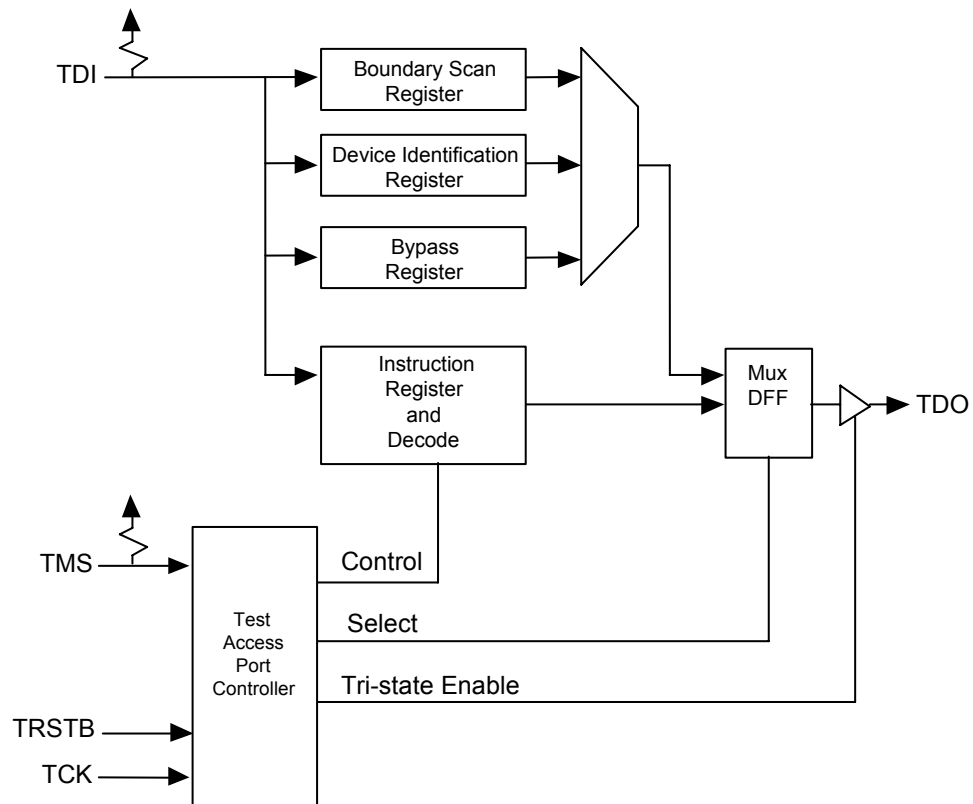 TDI
Boundary Scan
Register
Device Identification
Register
Bypass
Register
Instruction
Register
and
Decode
Mux
DFF
TDO
TMS
Control
Test
Access
Port
Controller
Select
Tri-state Enable
TRSTB
TCK